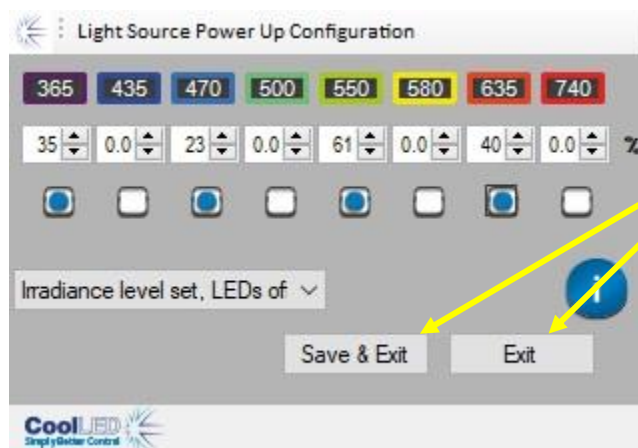 Light Source Power Up Configuration
365 435 470 500 550 580 635 740
35 0.0 23 0.0 61 0.0 40 0.0 %
Irradiance level set, LEDs of
i
Save & Exit Exit
CoolLED
Simply Better Control